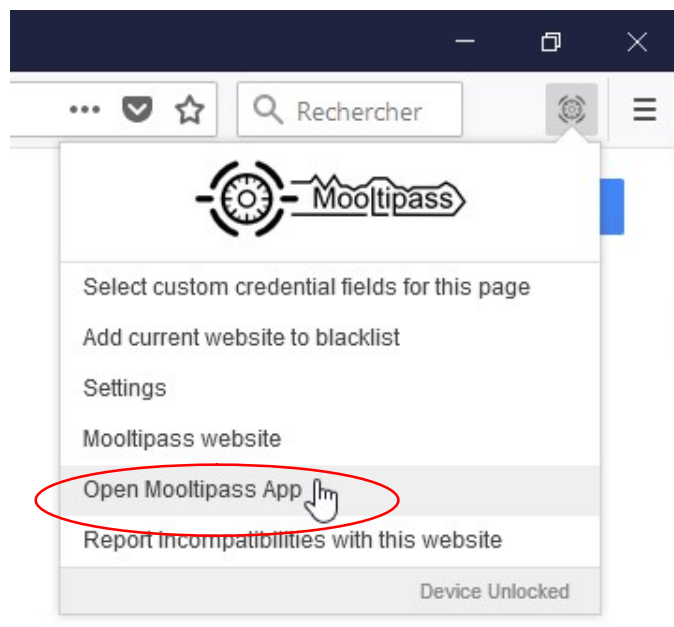 Rechercher
Mooltipass
Select custom credential fields for this page
Add current website to blacklist
Settings
Mooltipass website
Open Mooltipass App
Report incompatibilities with this website
Device Unlocked